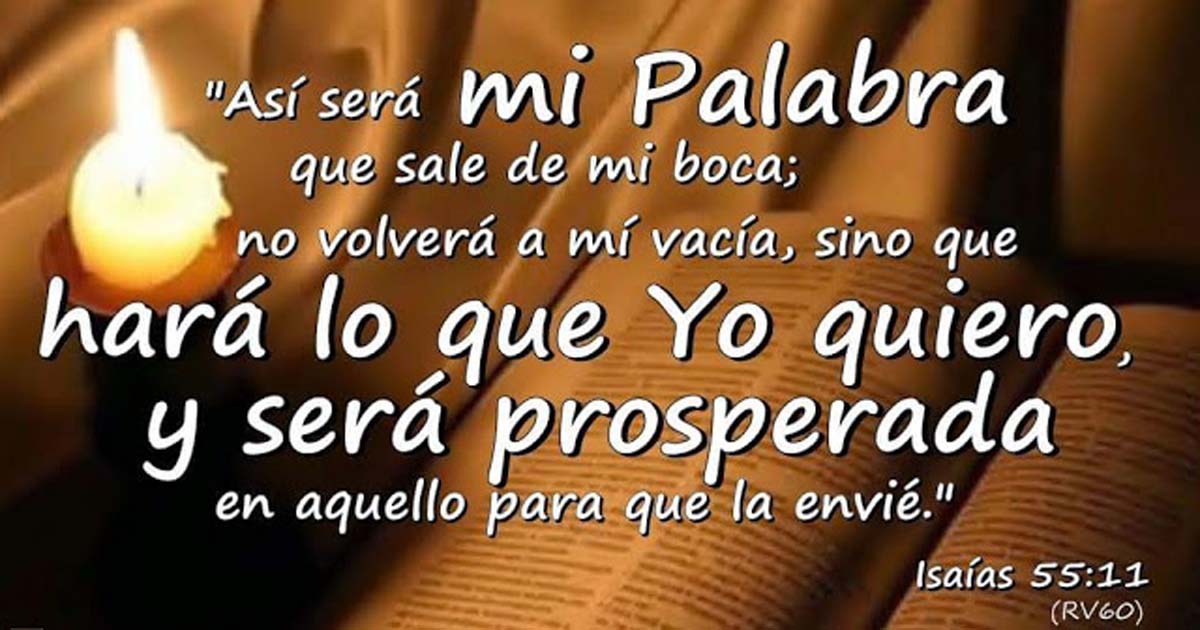 "Así será mi Palabra
que sale de mi boca;
no volverá a mí vacía, sino que
hará lo que Yo quiero,
y será prosperada
en aquello para que la envié."
Isaías 55:11
(RV60)